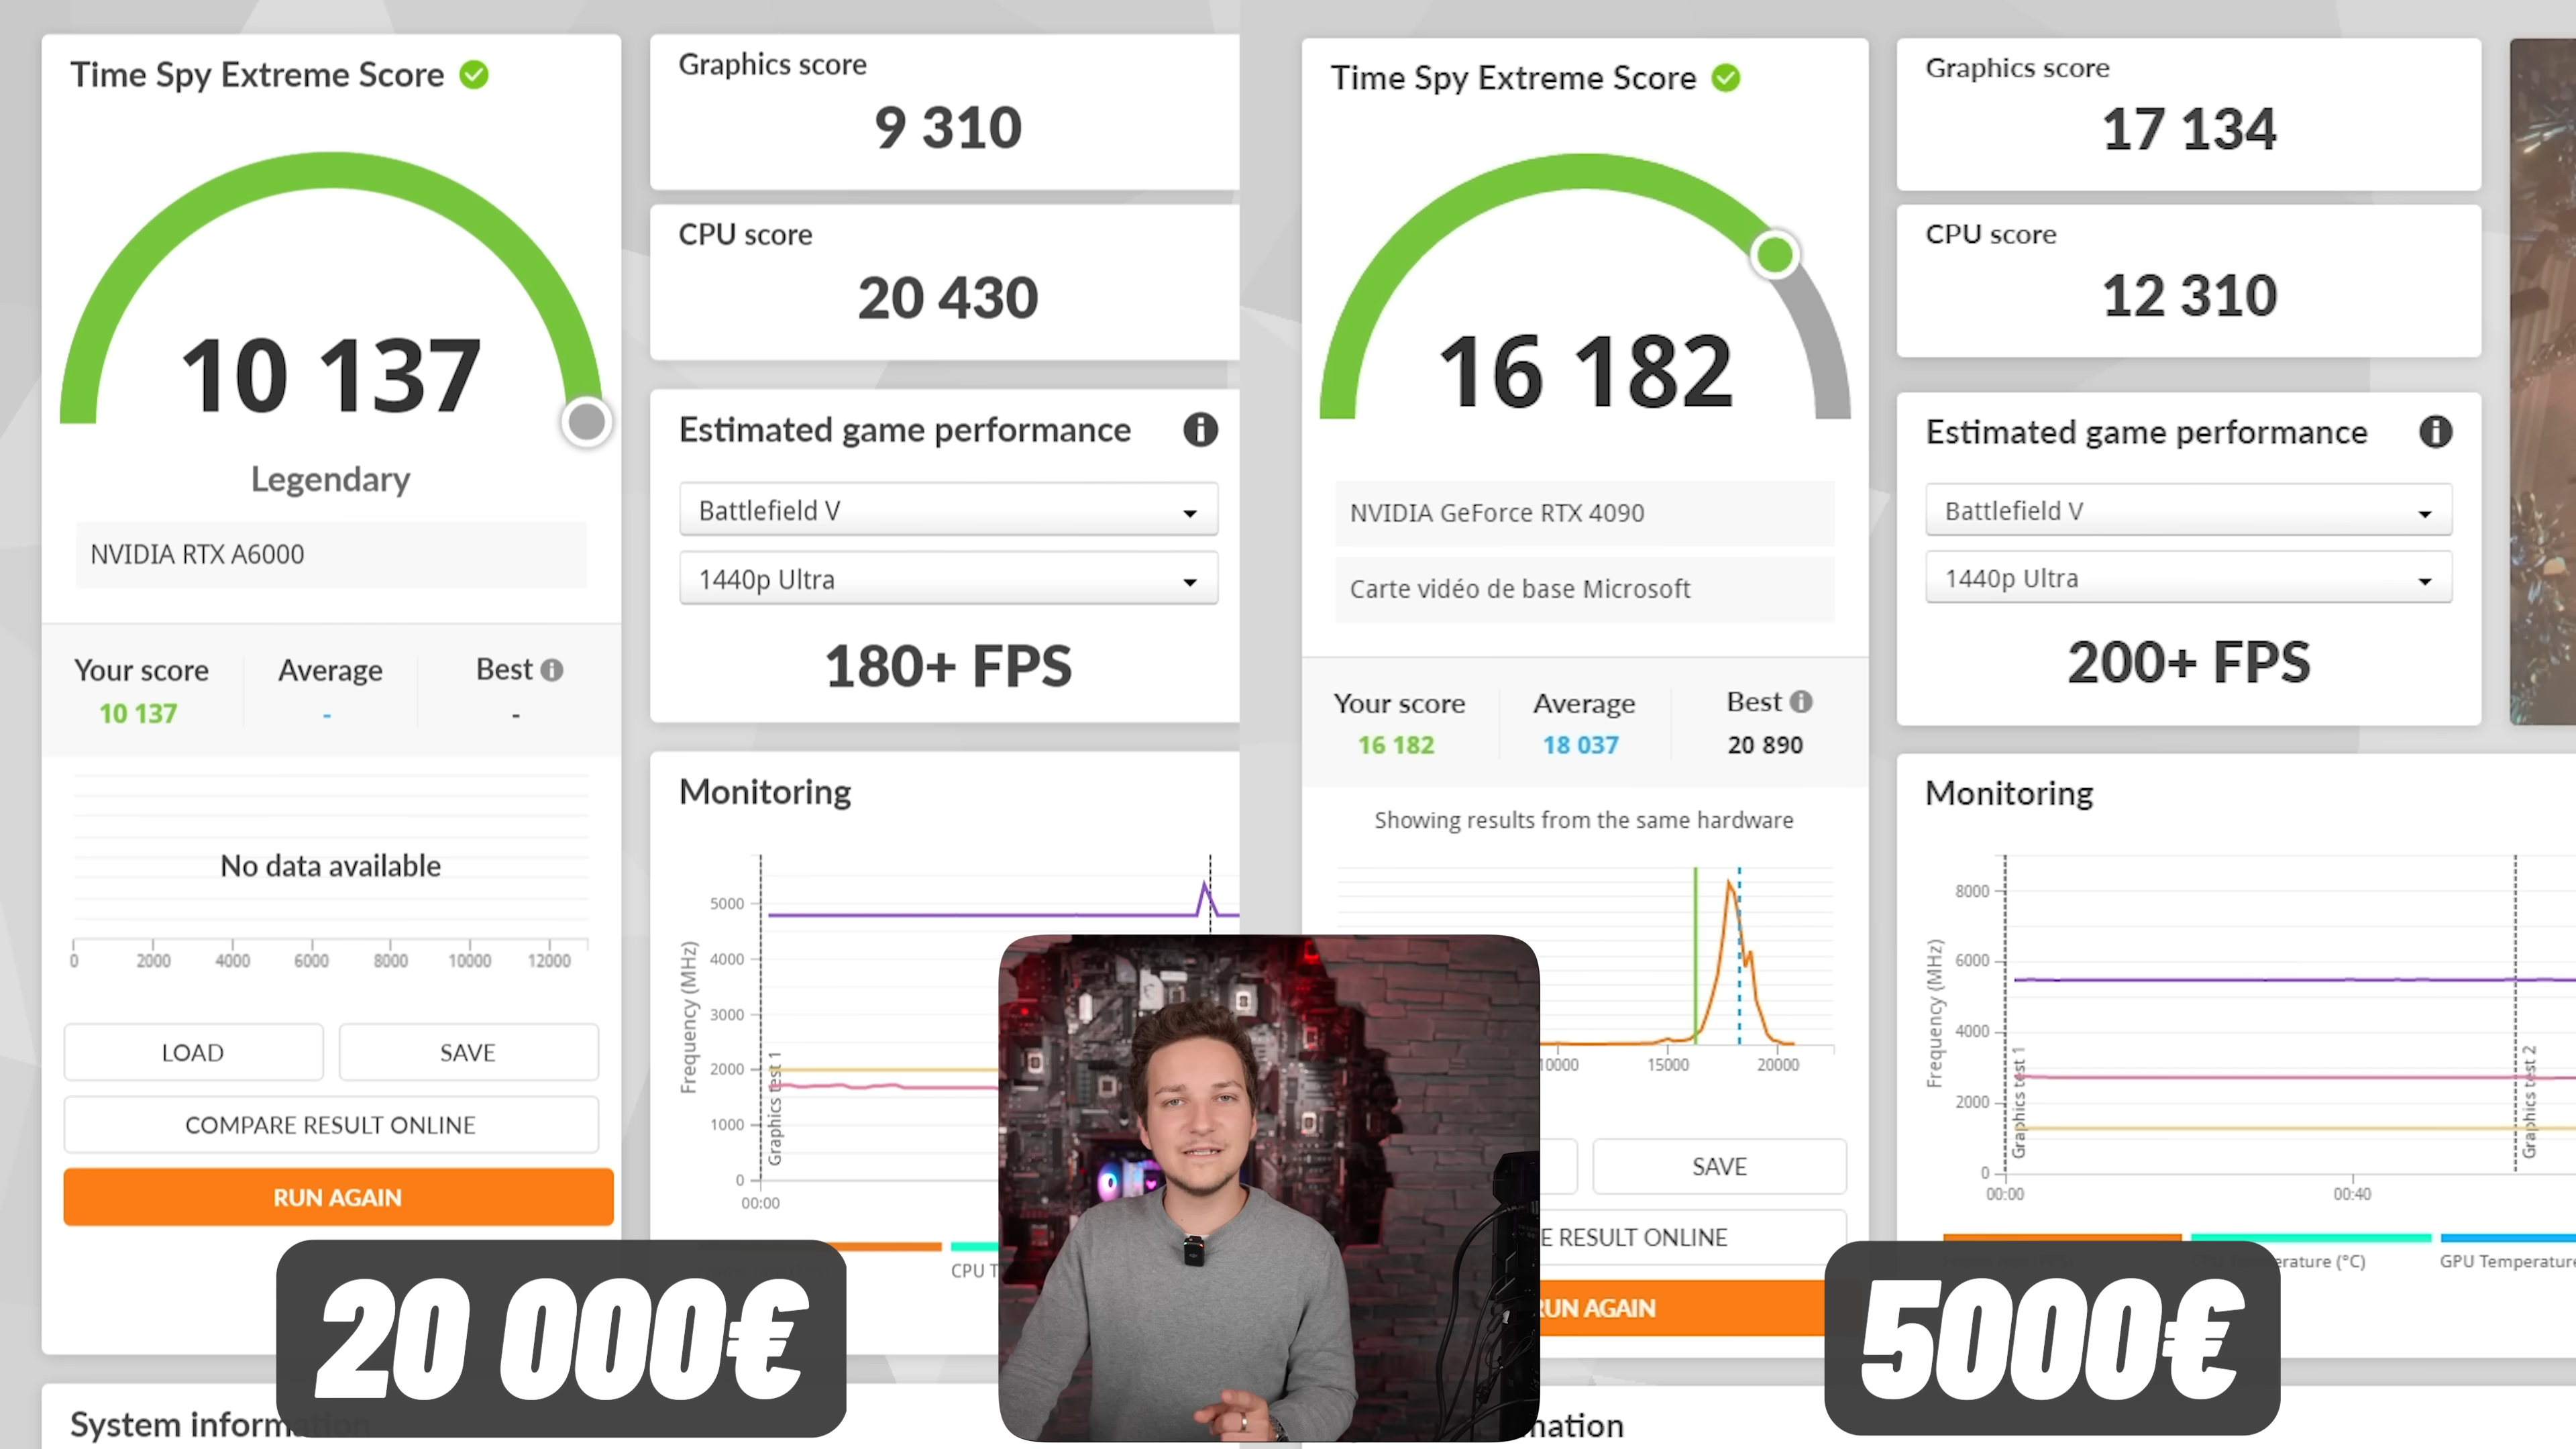 Time Spy Extreme Score
10 137
Legendary
NVIDIA RTX A6000
Your score
Average
Best
10 137
-
-
No data available
0
2000
4000
6000
8000
10000
12000
LOAD
SAVE
COMPARE RESULT ONLINE
RUN AGAIN
System information
20 000€
Graphics score
9 310
CPU score
20 430
Estimated game performance
Battlefield V
1440p Ultra
180+ FPS
Monitoring
Frequency (MHz)
5000
4000
3000
2000
1000
0
Graphics test 1
00:00
CPU T
Time Spy Extreme Score
16 182
NVIDIA GeForce RTX 4090
Carte vidéo de base Microsoft
Your score
Average
Best
16 182
18 037
20 890
Showing results from the same hardware
10000
15000
20000
SAVE
E RESULT ONLINE
RUN AGAIN
mation
Graphics score
17 134
CPU score
12 310
Estimated game performance
Battlefield V
1440p Ultra
200+ FPS
Monitoring
Frequency (MHz)
8000
6000
4000
2000
0
Graphics test 1
Graphics test 2
00:00
00:40
erature (°C)
GPU Temperature
5000€